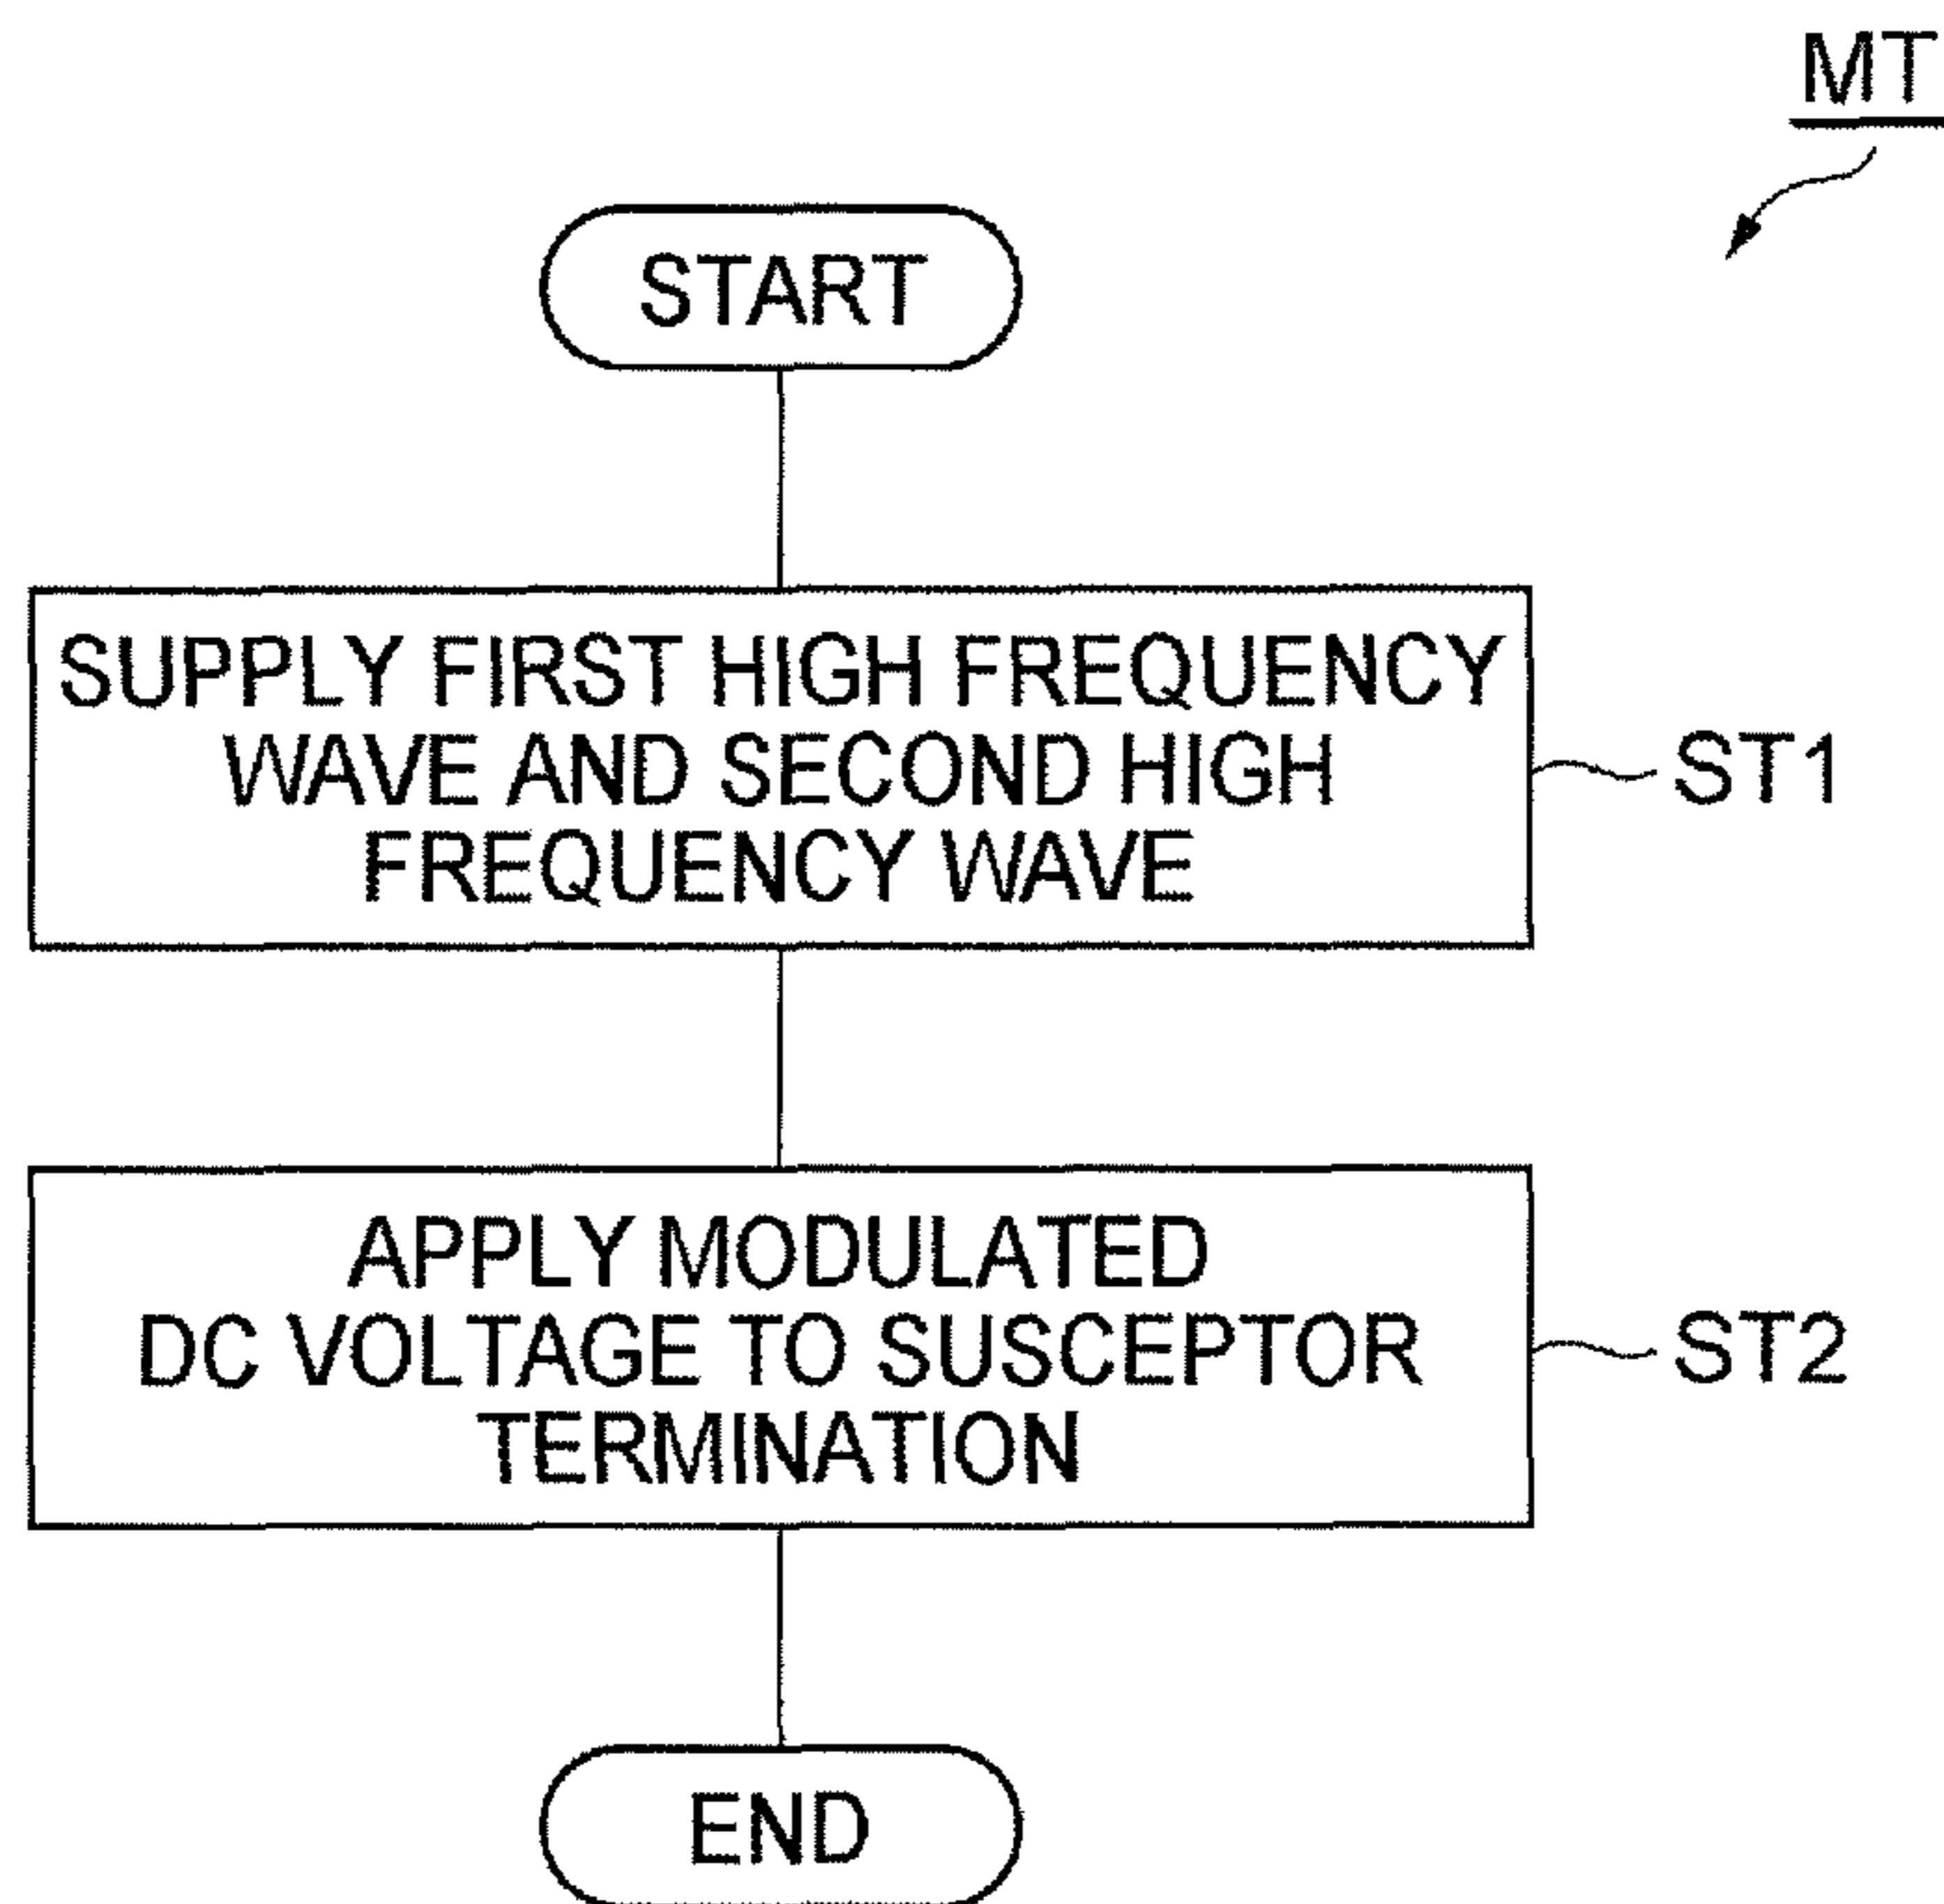 MT
START
SUPPLY FIRST HIGH FREQUENCY
WAVE AND SECOND HIGH
FREQUENCY WAVE
ST1
APPLY MODULATED
DC VOLTAGE TO SUSCEPTOR
TERMINATION
ST2
END